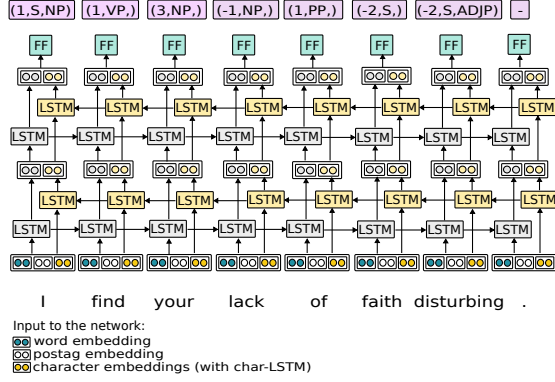 (1,S,NP) (1,VP,) (3,NP,) (-1,NP,) (1,PP,) (-2,S,) (-2,S,ADJP) -
FF FF FF FF FF FF FF FF
LSTM LSTM LSTM LSTM LSTM LSTM LSTM LSTM
LSTM LSTM LSTM LSTM LSTM LSTM LSTM LSTM
LSTM LSTM LSTM LSTM LSTM LSTM LSTM LSTM
LSTM LSTM LSTM LSTM LSTM LSTM LSTM LSTM
I find your lack of faith disturbing .
Input to the network:
word embedding
postag embedding
character embeddings (with char-LSTM)